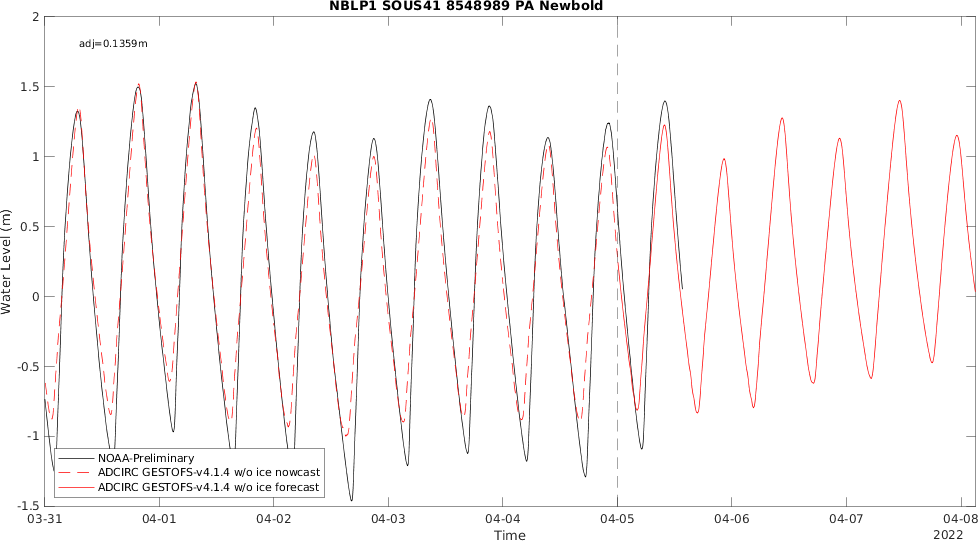 NBLP1 SOUS41 8548989 PA Newbold
adj=0.1359m
2
1.5
1
0.5
0
-0.5
-1
-1.5
Water Level (m)
NOAA-Preliminary
ADCIRC GESTOFS-v4.1.4 w/o ice nowcast
ADCIRC GESTOFS-v4.1.4 w/o ice forecast
03-31 04-01 04-02 04-03 04-04 04-05 04-06 04-07 04-08
Time
2022